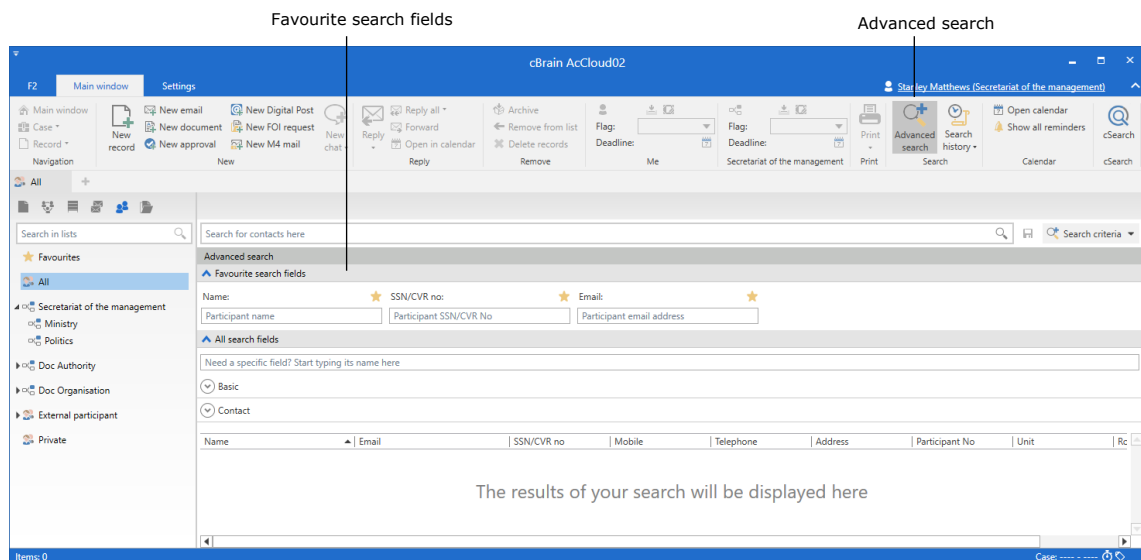 Favourite search fields
Advanced search
cBrain AcCloud02
F2 Main window Settings
Stanley Matthews (Secretariat of the management)
Main window
Case
Record
Navigation
New record
New email
New document
New approval
New Digital Post
New FOI request
New M4 mail
New chat
New
Reply
Reply all
Forward
Open in calendar
Reply
Archive
Remove from list
Delete records
Remove
Flag:
Deadline:
Me
Flag:
Deadline:
Secretariat of the management
Print
Print
Advanced search
Search history
Search
Open calendar
Show all reminders
Calendar
cSearch
cSearch
All +
Search in lists
Search for contacts here
Search criteria
Favourites
All
Secretariat of the management
Ministry
Politics
Doc Authority
Doc Organisation
External participant
Private
Advanced search
Favourite search fields
Name: SSN/CVR no: Email:
Participant name Participant SSN/CVR No Participant email address
All search fields
Need a specific field? Start typing its name here
Basic
Contact
Name Email SSN/CVR no Mobile Telephone Address Participant No Unit Rc
The results of your search will be displayed here
Items: 0
Case: ---- - ----